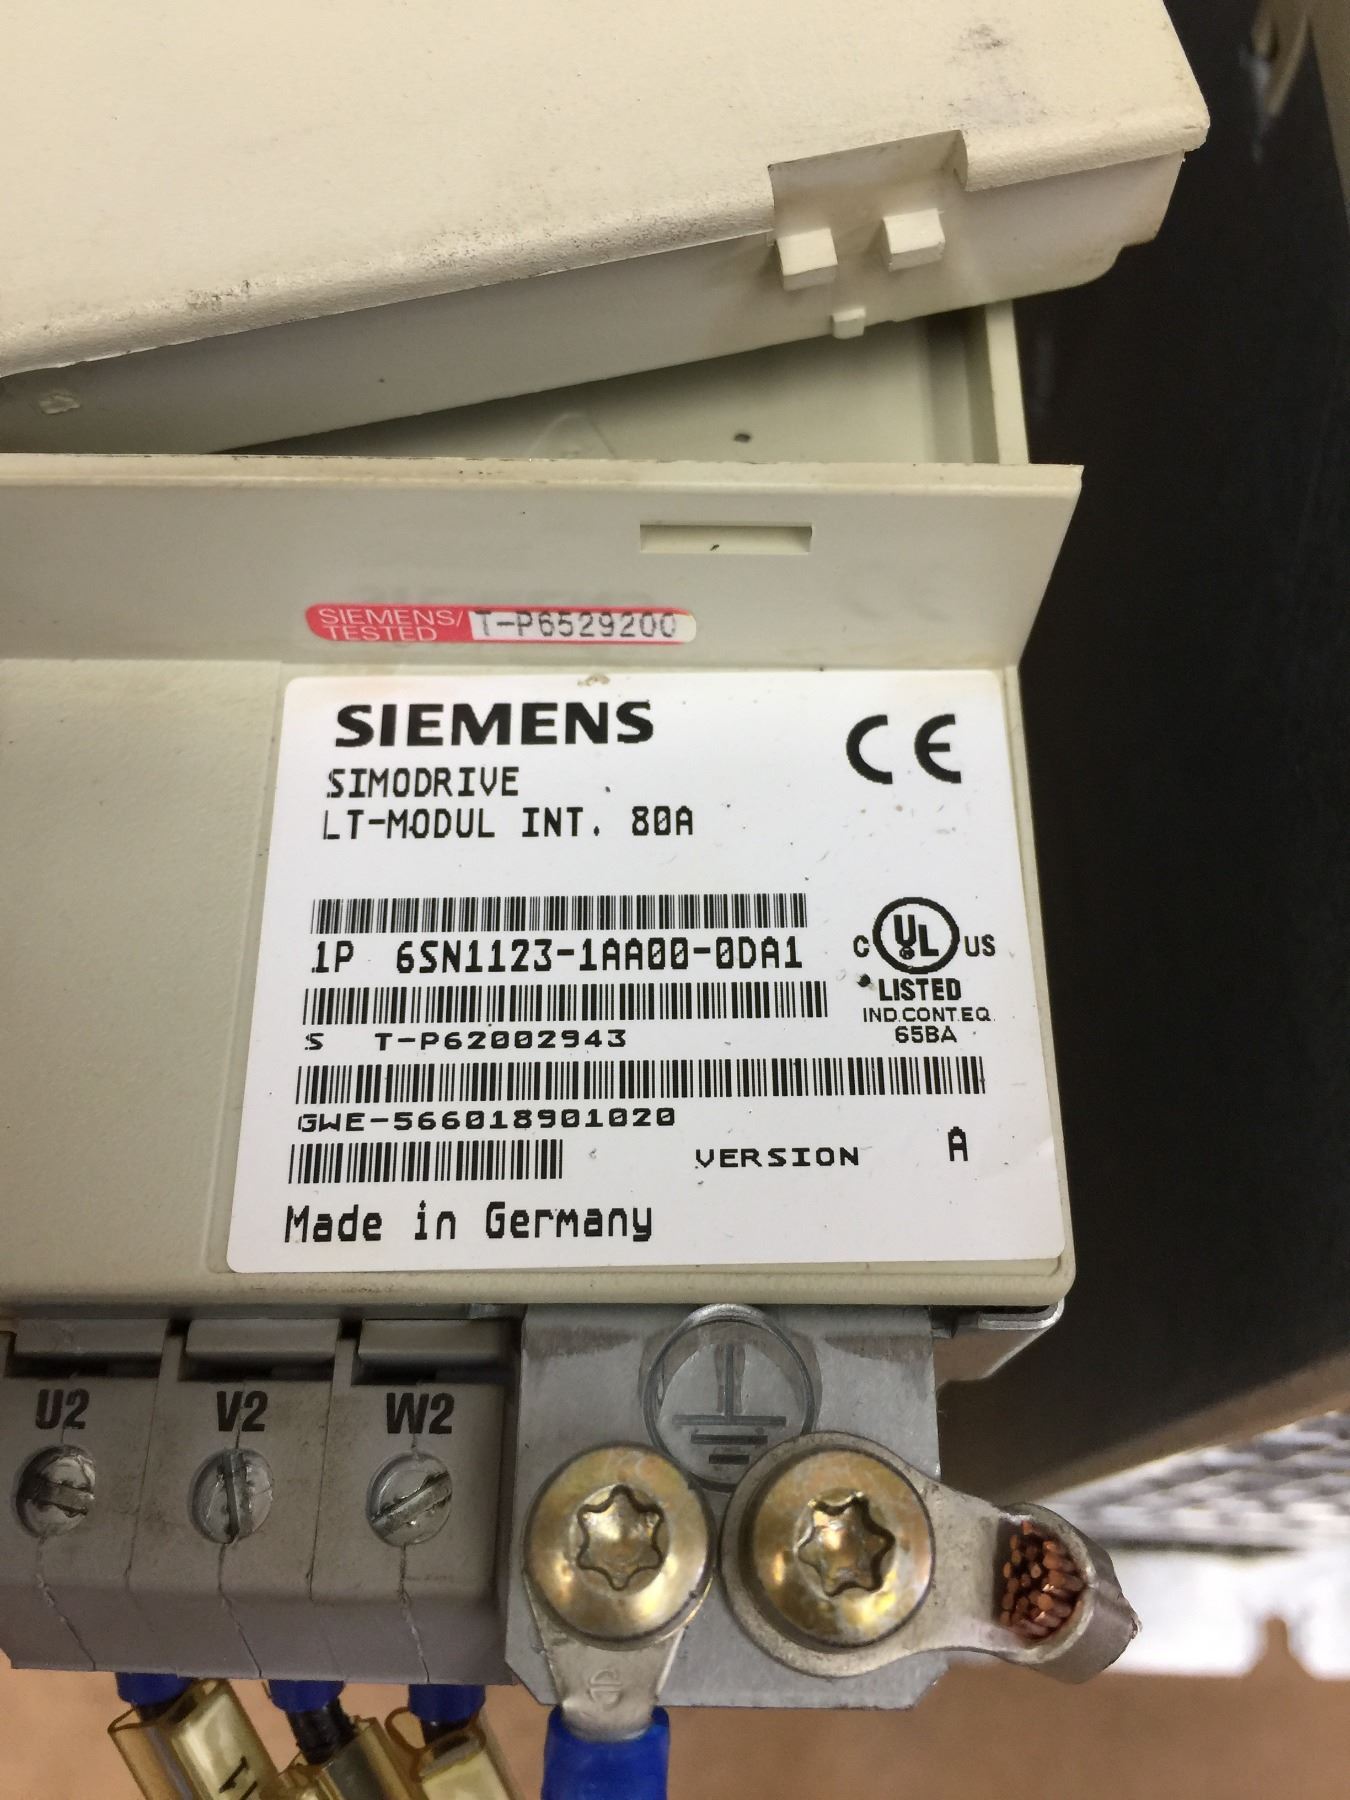 SIEMENS/
TESTED T-P6529200
SIEMENS
CE
SIMODRIVE
LT-MODUL INT. 80A
1P 6SN1123-1AA00-0DA1
C UL US
LISTED
IND.CONT.EQ.
65BA
S T-P62002943
GWE-566018901020
VERSION A
Made in Germany
U2 V2 W2